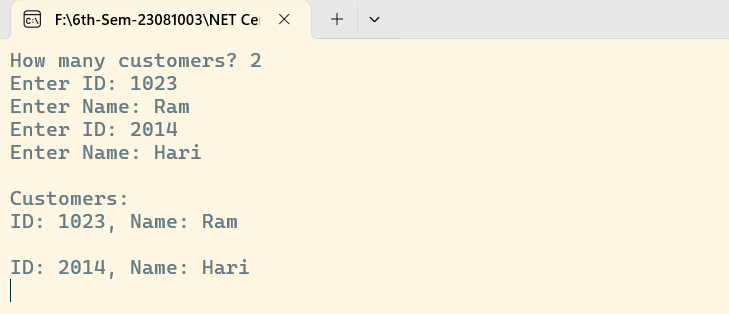 F:\6th-Sem-23081003\NET Ce
How many customers? 2
Enter ID: 1023
Enter Name: Ram
Enter ID: 2014
Enter Name: Hari
Customers:
ID: 1023, Name: Ram
ID: 2014, Name: Hari